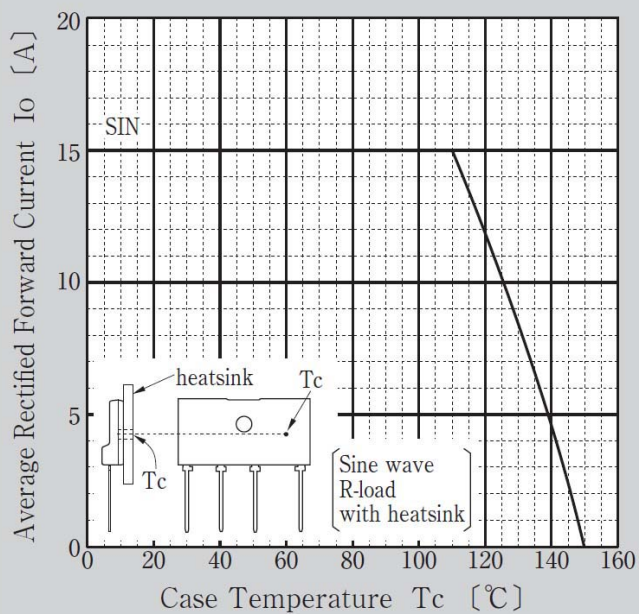 Average Rectified Forward Current Io 〔A〕
20
15
10
5
0
SIN
heatsink
Tc
Tc
Sine wave
R-load
with heatsink
0 20 40 60 80 100 120 140 160
Case Temperature Tc 〔℃〕